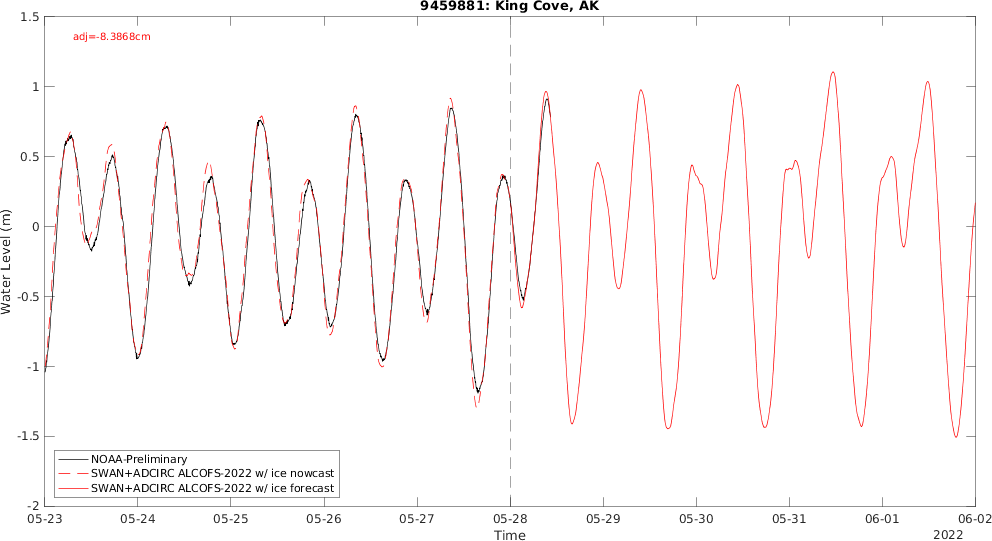 9459881: King Cove, AK
adj=-8.3868cm
Water Level (m)
1.5
1
0.5
0
-0.5
-1
-1.5
-2
NOAA-Preliminary
SWAN+ADCIRC ALCOFS-2022 w/ ice nowcast
SWAN+ADCIRC ALCOFS-2022 w/ ice forecast
05-23 05-24 05-25 05-26 05-27 05-28 05-29 05-30 05-31 06-01 06-02
Time
2022